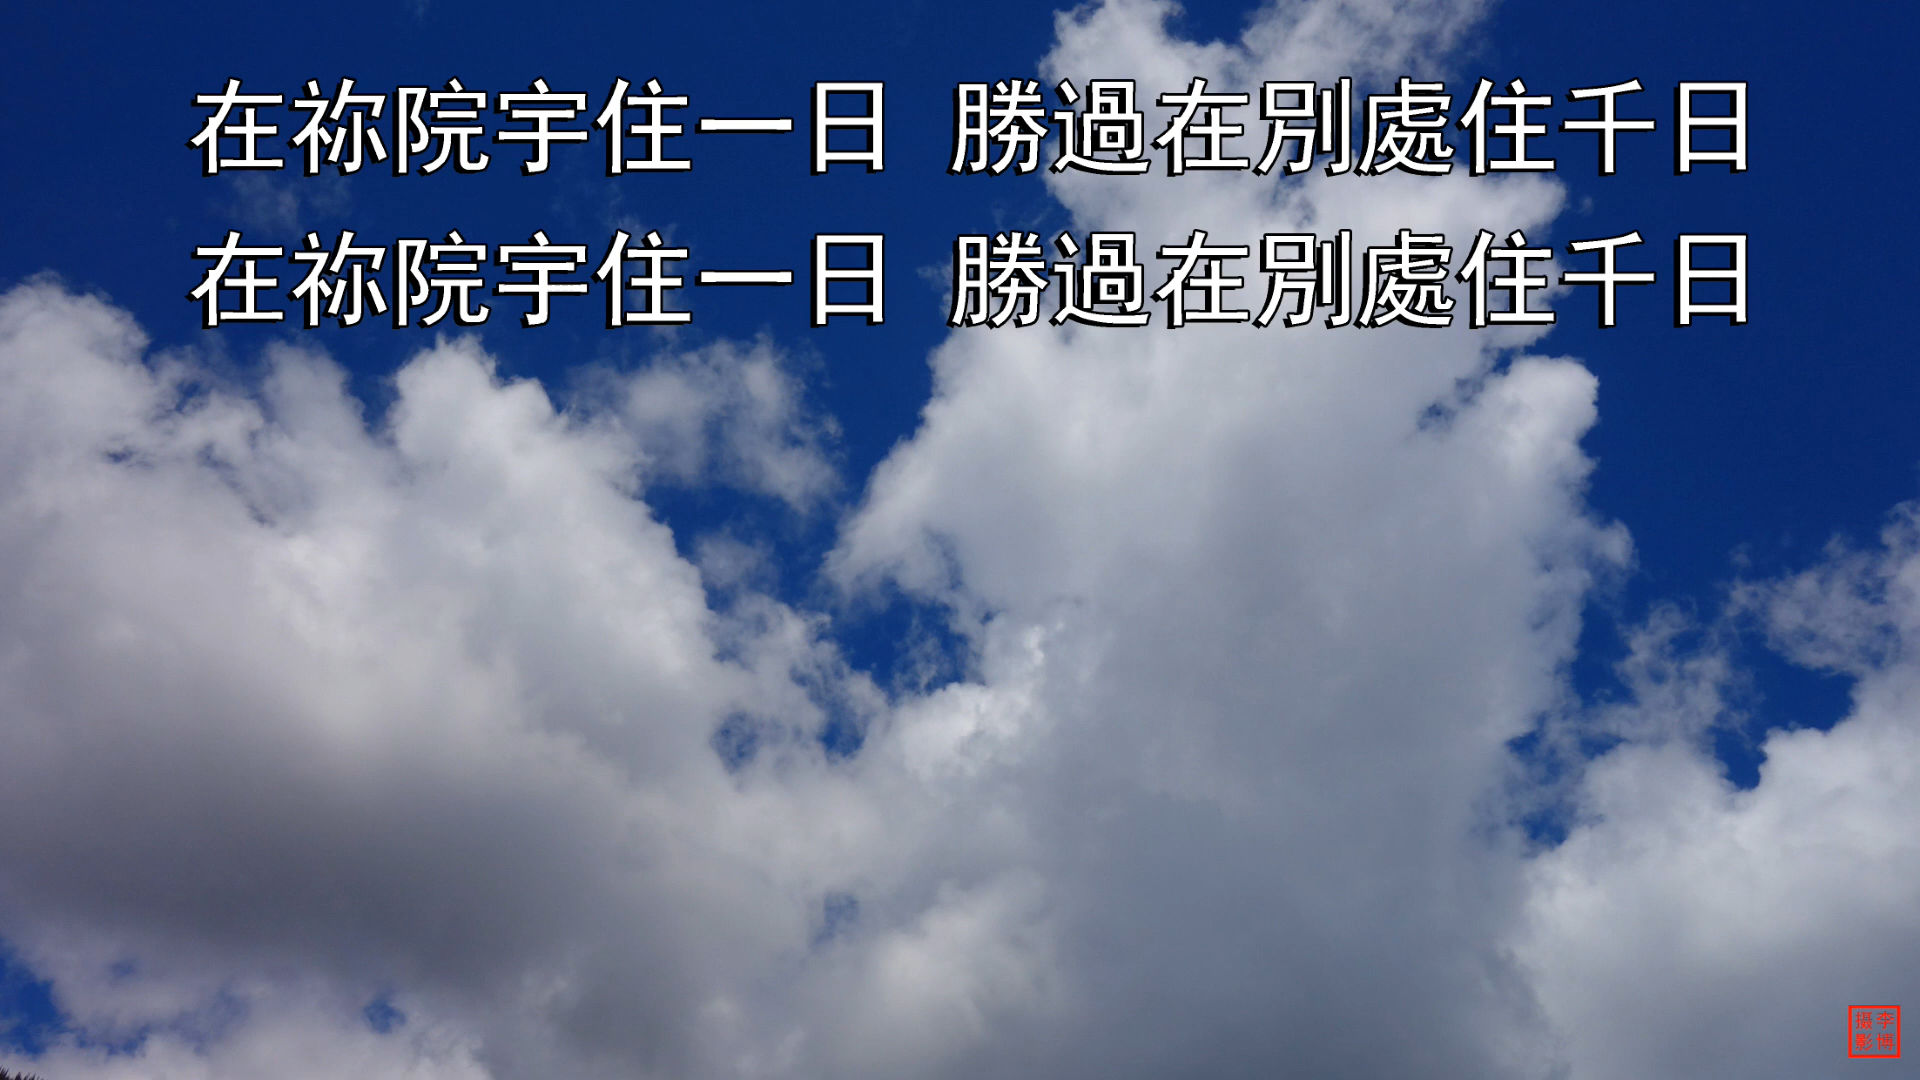 在祢院宇住一日 勝過在別處住千日
在祢院宇住一日 勝過在別處住千日
李博
摄影